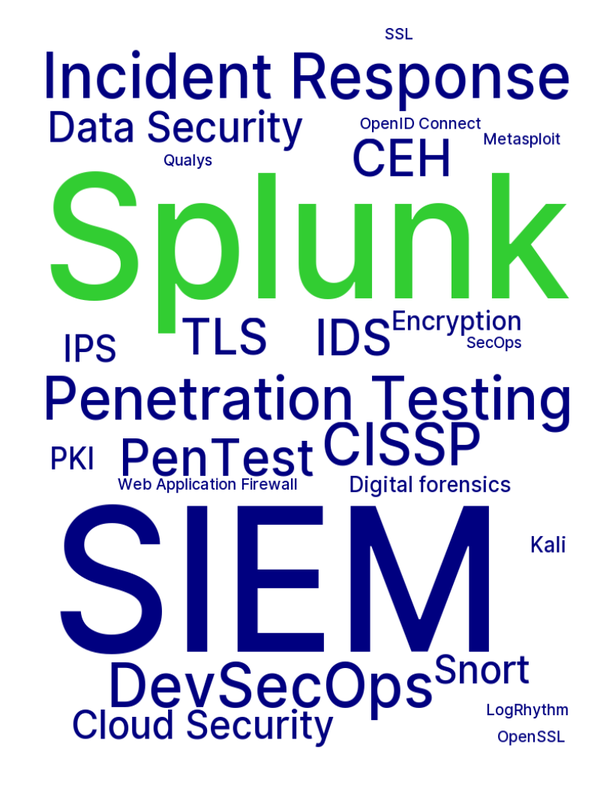 SSL
Incident Response
Data Security
OpenID Connect
Metasploit
CEH
Qualys
Splunk
Encryption
TLS
IDS
IPS
SecOps
Penetration Testing
CISSP
PenTest
PKI
Web Application Firewall
Digital forensics
SIEM
Kali
Snort
DevSecOps
LogRhythm
Cloud Security
OpenSSL